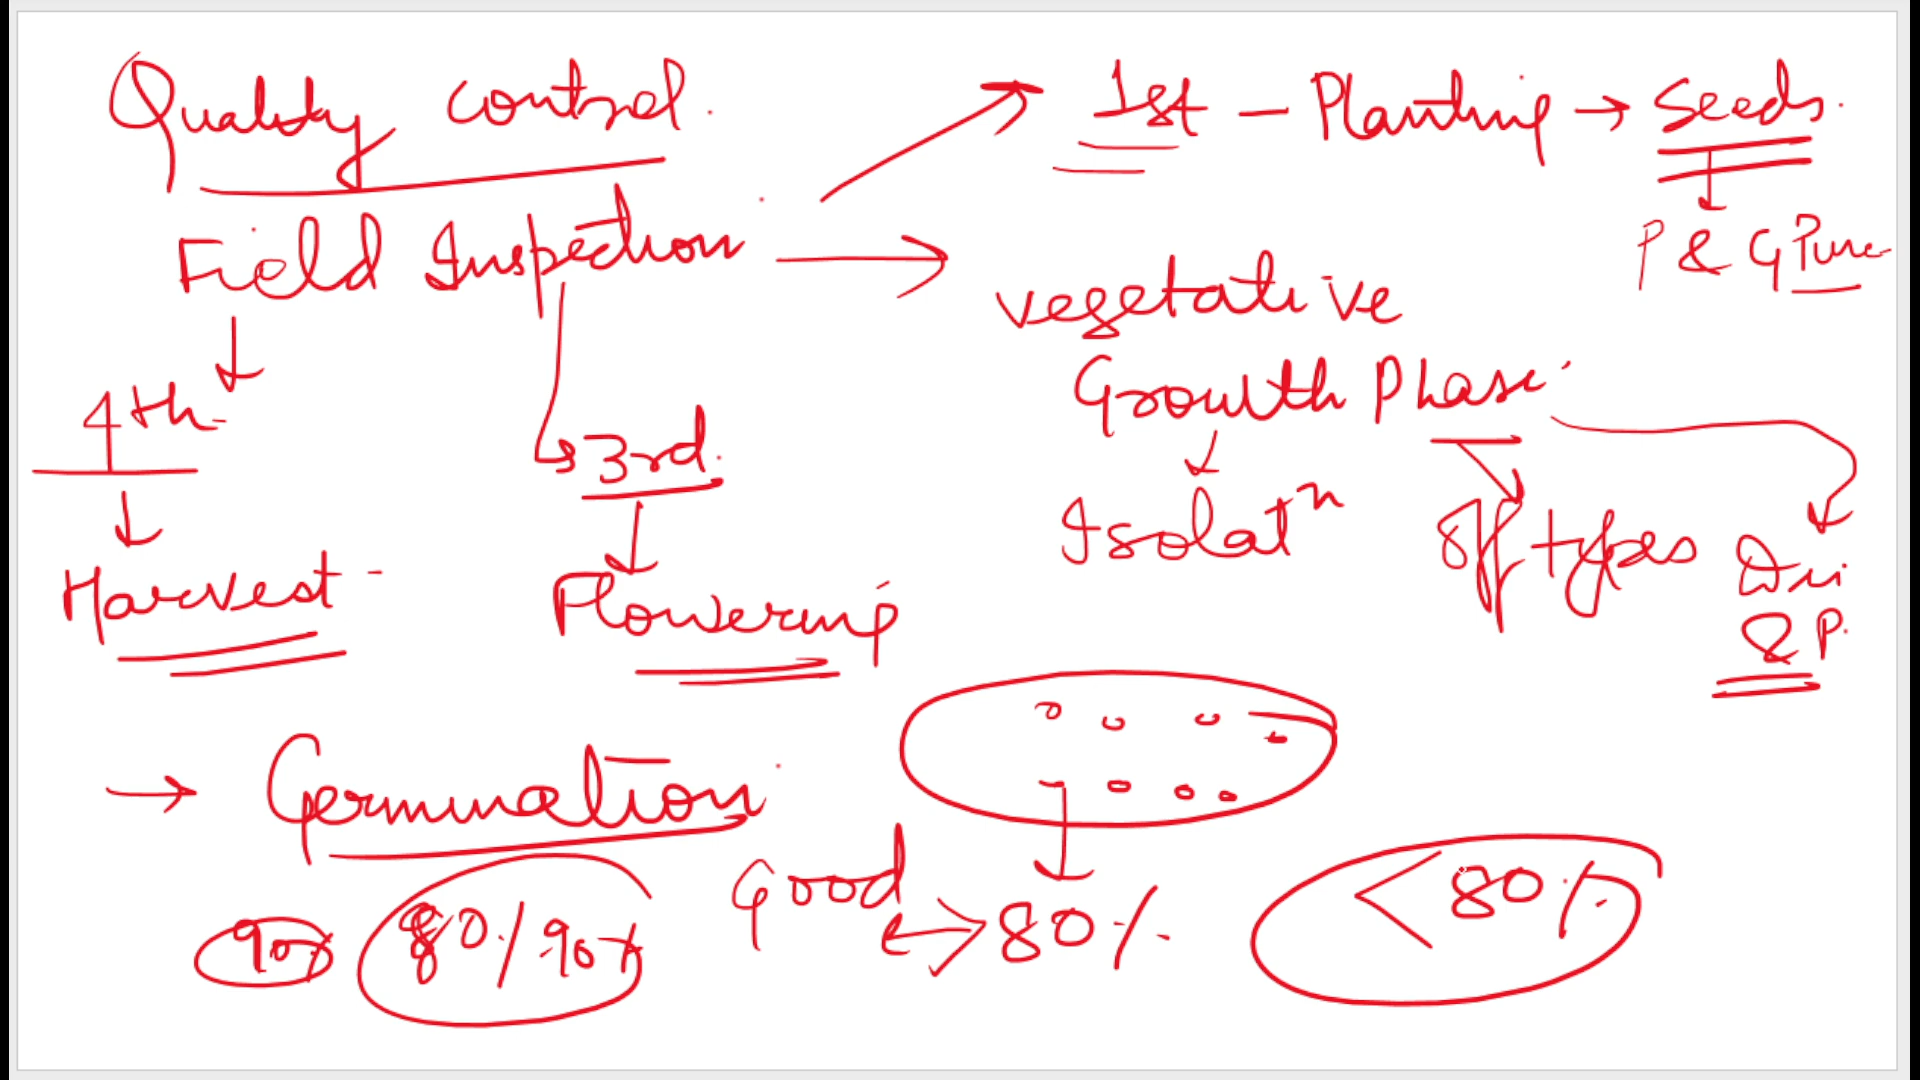 Quality control.
Field Inspection
1st - Planting → Seeds.
P & G Pure
vegetative
Growth Phase
Isolatⁿ
off types
& P.
3rd.
Flowering
4th
Harvest
→ Germination
90%
80% 90%
Good
80%
< 80%